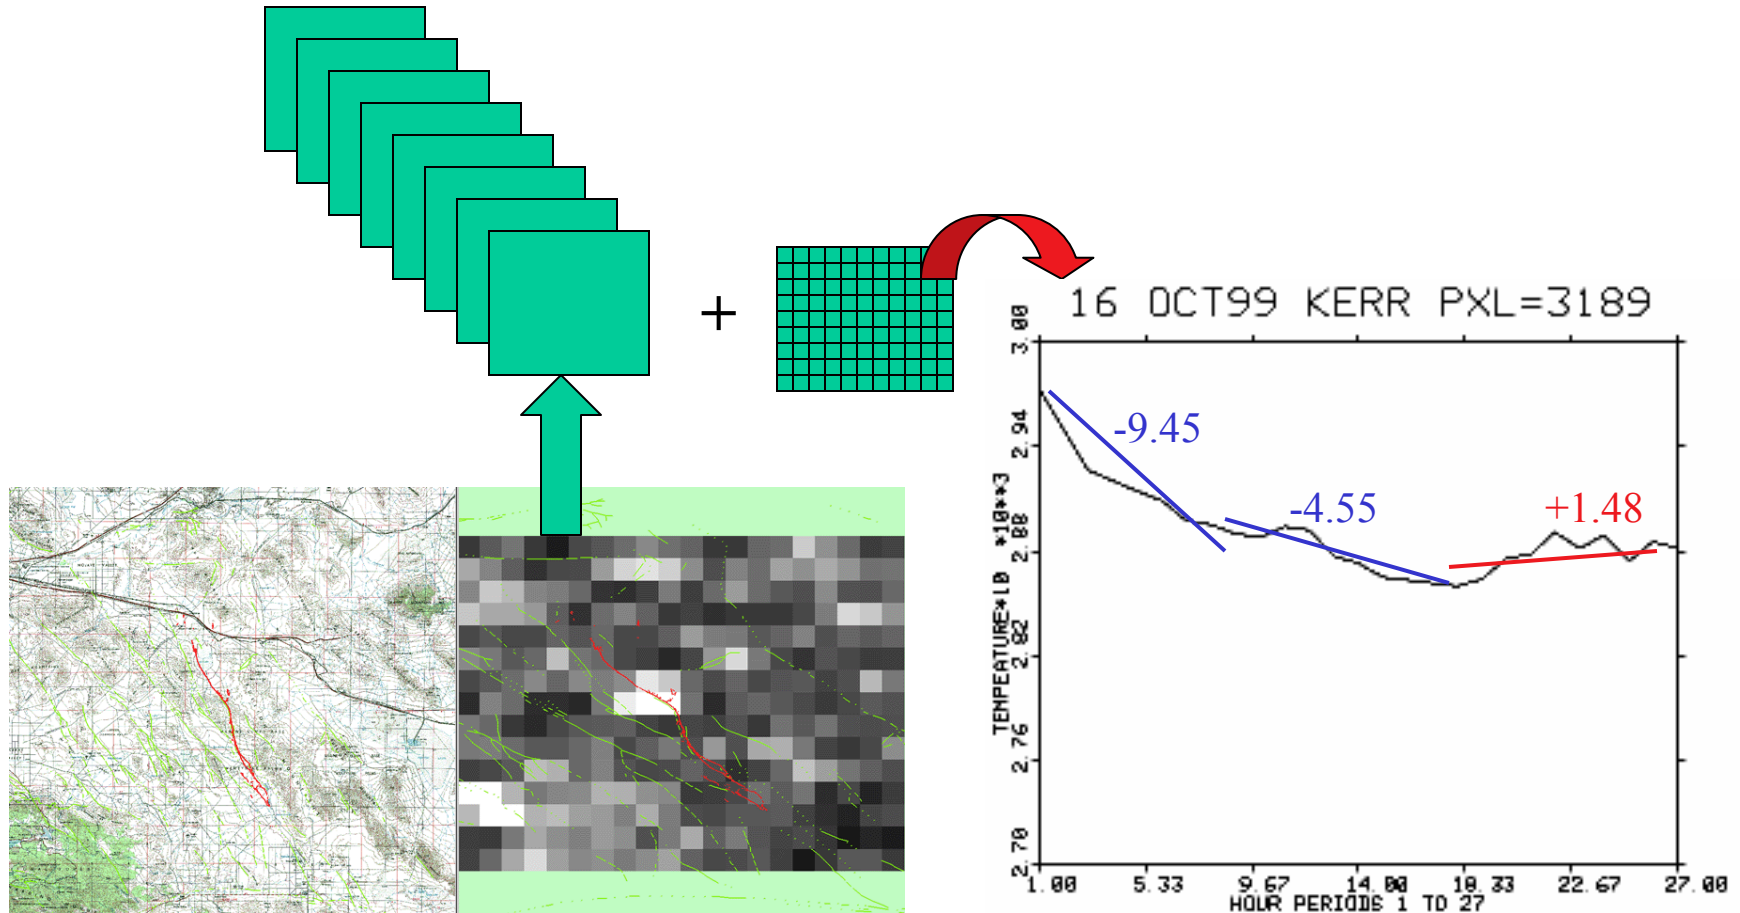 +
16 OCT99 KERR PXL=3189
3.00
2.94
2.88
2.82
2.76
2.70
TENPEATURE*10 *10**3
-9.45
-4.55
+1.48
1.00 5.33 9.67 14.00 18.33 22.67 27.00
HOUR PERIODS 1 TO 27